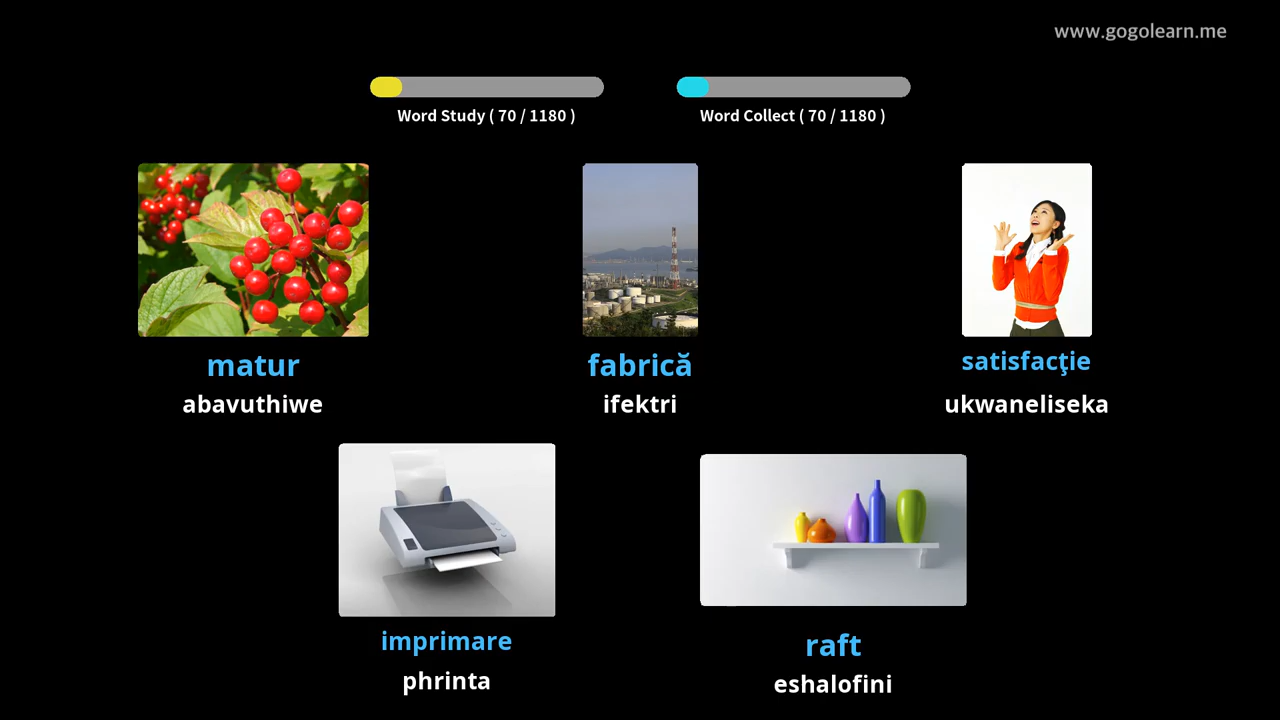 www.gogolearn.me
Word Study ( 70 / 1180 )
Word Collect ( 70 / 1180 )
matur
abavuthiwe
fabrică
ifektri
satisfacţie
ukwaneliseka
imprimare
phrinta
raft
eshalofini